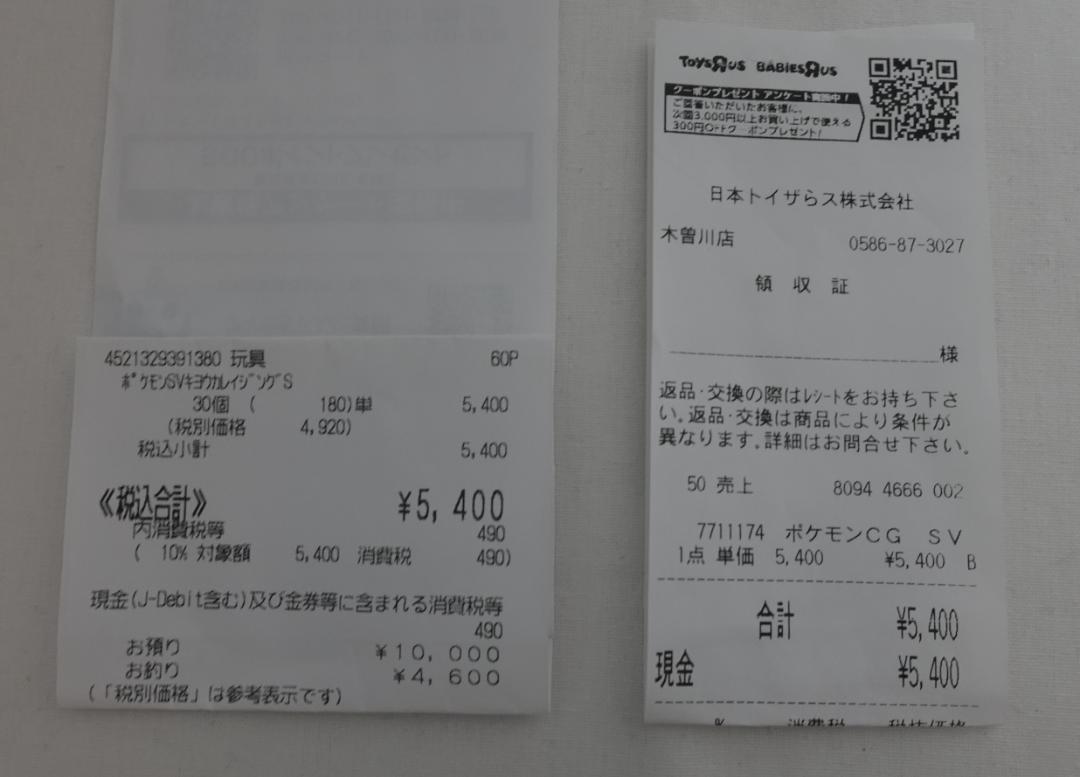 4521329391380 玩具 60P
ﾎﾟｹﾓﾝSVｷﾖｳｶﾚｲｼﾞﾝｸﾞS
30個 ( 180)単 5,400
(税別価格 4,920)
税込小計 5,400
《税込合計》 ¥5,400
内消費税等 490
( 10% 対象額 5,400 消費税 490)
現金(J-Debit含む)及び金券等に含まれる消費税等
490
お預り ¥10,000
お釣り ¥4,600
(「税別価格」は参考表示です)
TOYSЯUS BABIESЯUS
クーポンプレゼント アンケート実施中!
ご回答いただいたお客様に、
次回3,000円以上お買い上げで使える
300円OFFクーポンプレゼント!
日本トイザらス株式会社
木曽川店 0586-87-3027
領 収 証
様
返品・交換の際はﾚｼｰﾄをお持ち下さ
い。返品・交換は商品により条件が
異なります。詳細はお問合せ下さい。
50 売上 8094 4666 002
7711174 ポケモンCG SV
1点 単価 5,400 ¥5,400 B
合計 ¥5,400
現金 ¥5,400
% 消費税 税抜価格